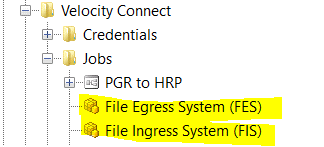 Velocity Connect
Credentials
Jobs
PGR to HRP
File Egress System (FES)
File Ingress System (FIS)